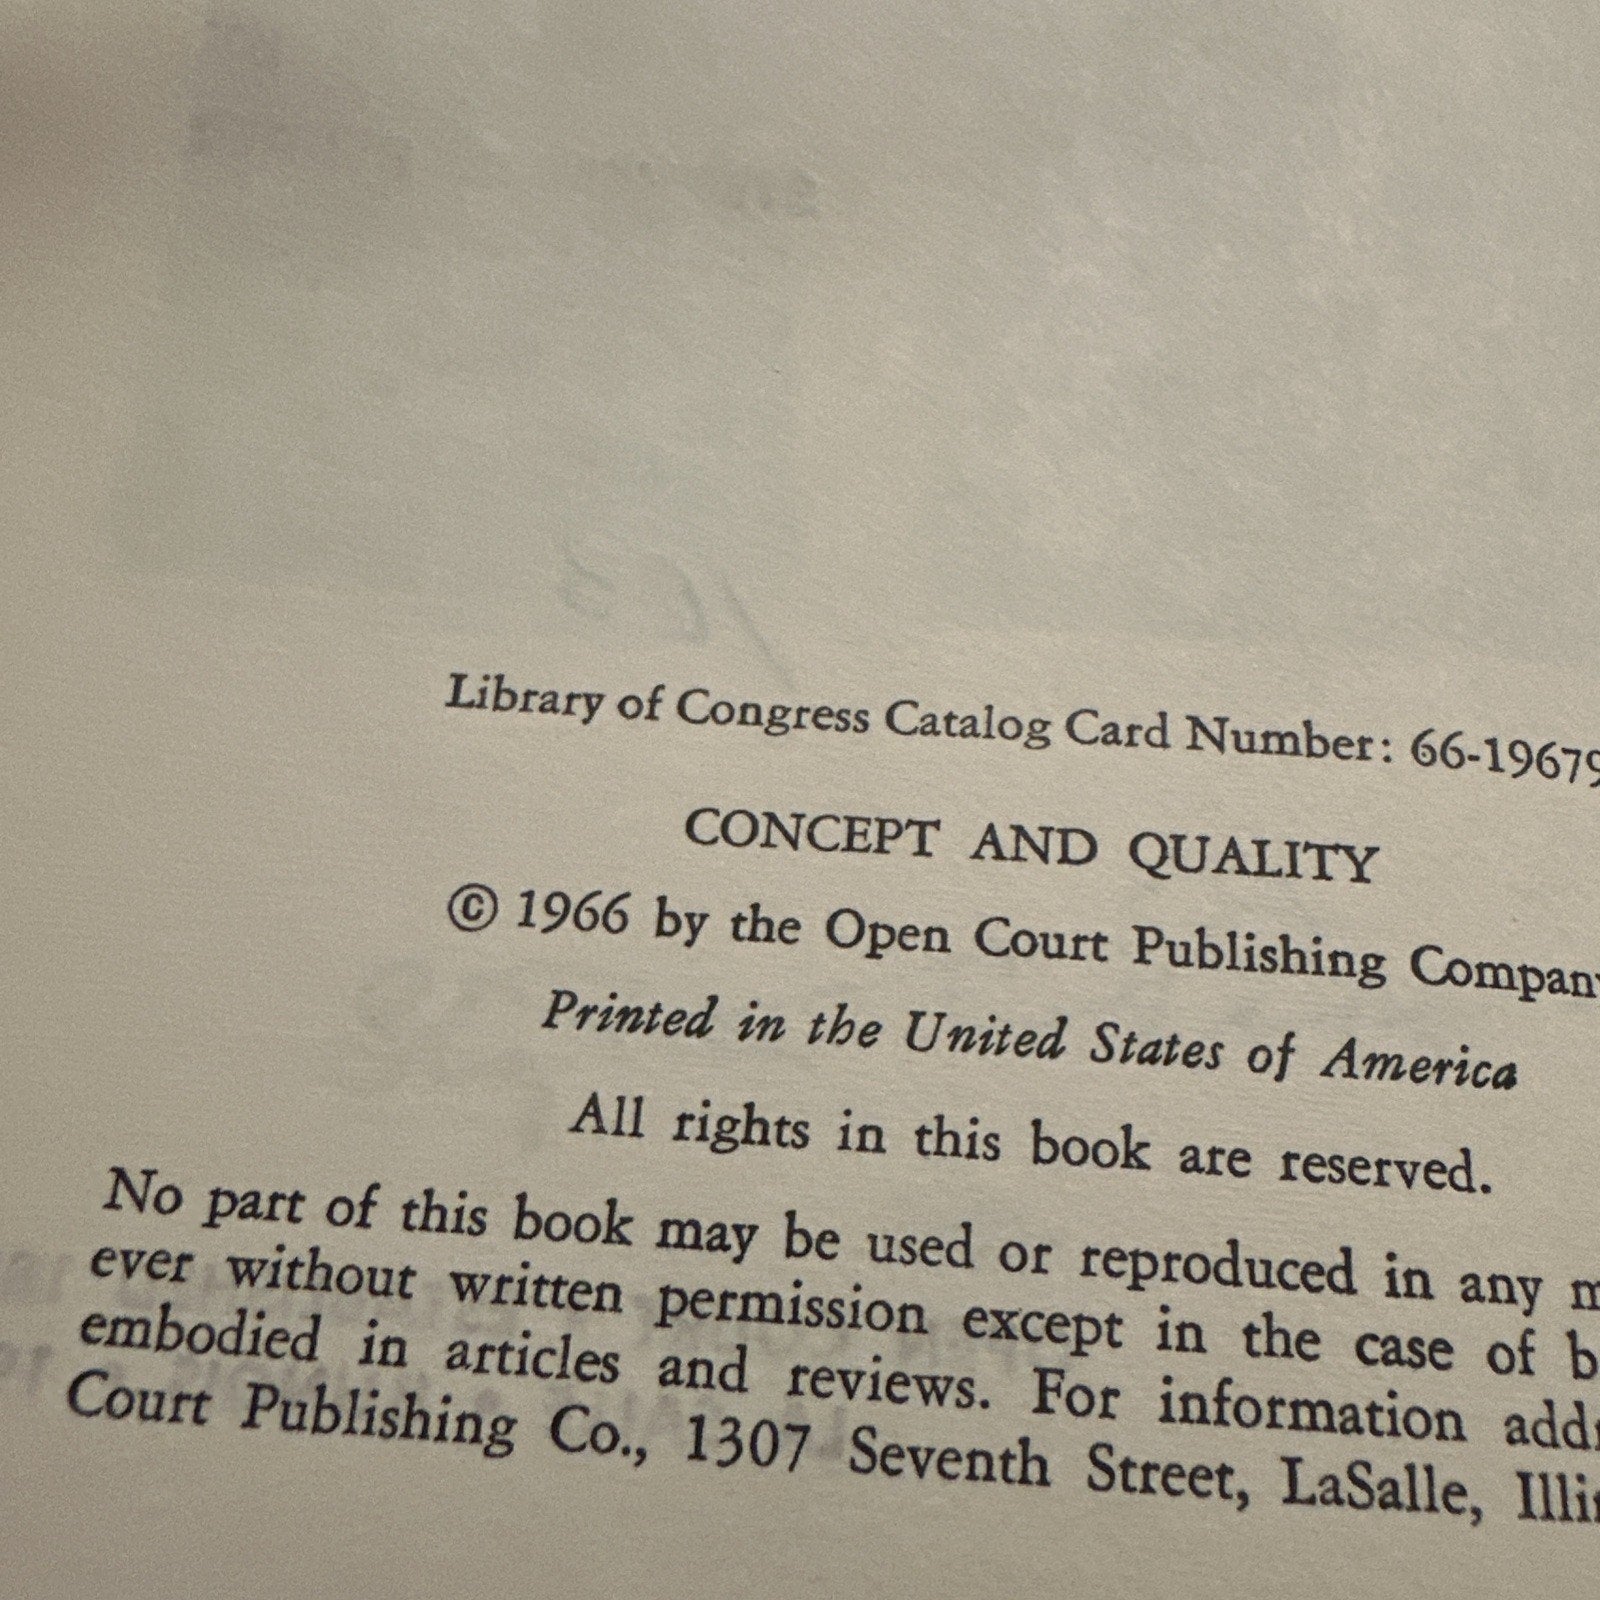 Library of Congress Catalog Card Number: 66-19679
CONCEPT AND QUALITY
© 1966 by the Open Court Publishing Company
Printed in the United States of America
All rights in this book are reserved.
No part of this book may be used or reproduced in any
ever without written permission except in the case of
embodied in articles and reviews. For information
Court Publishing Co., 1307 Seventh Street, LaSalle,